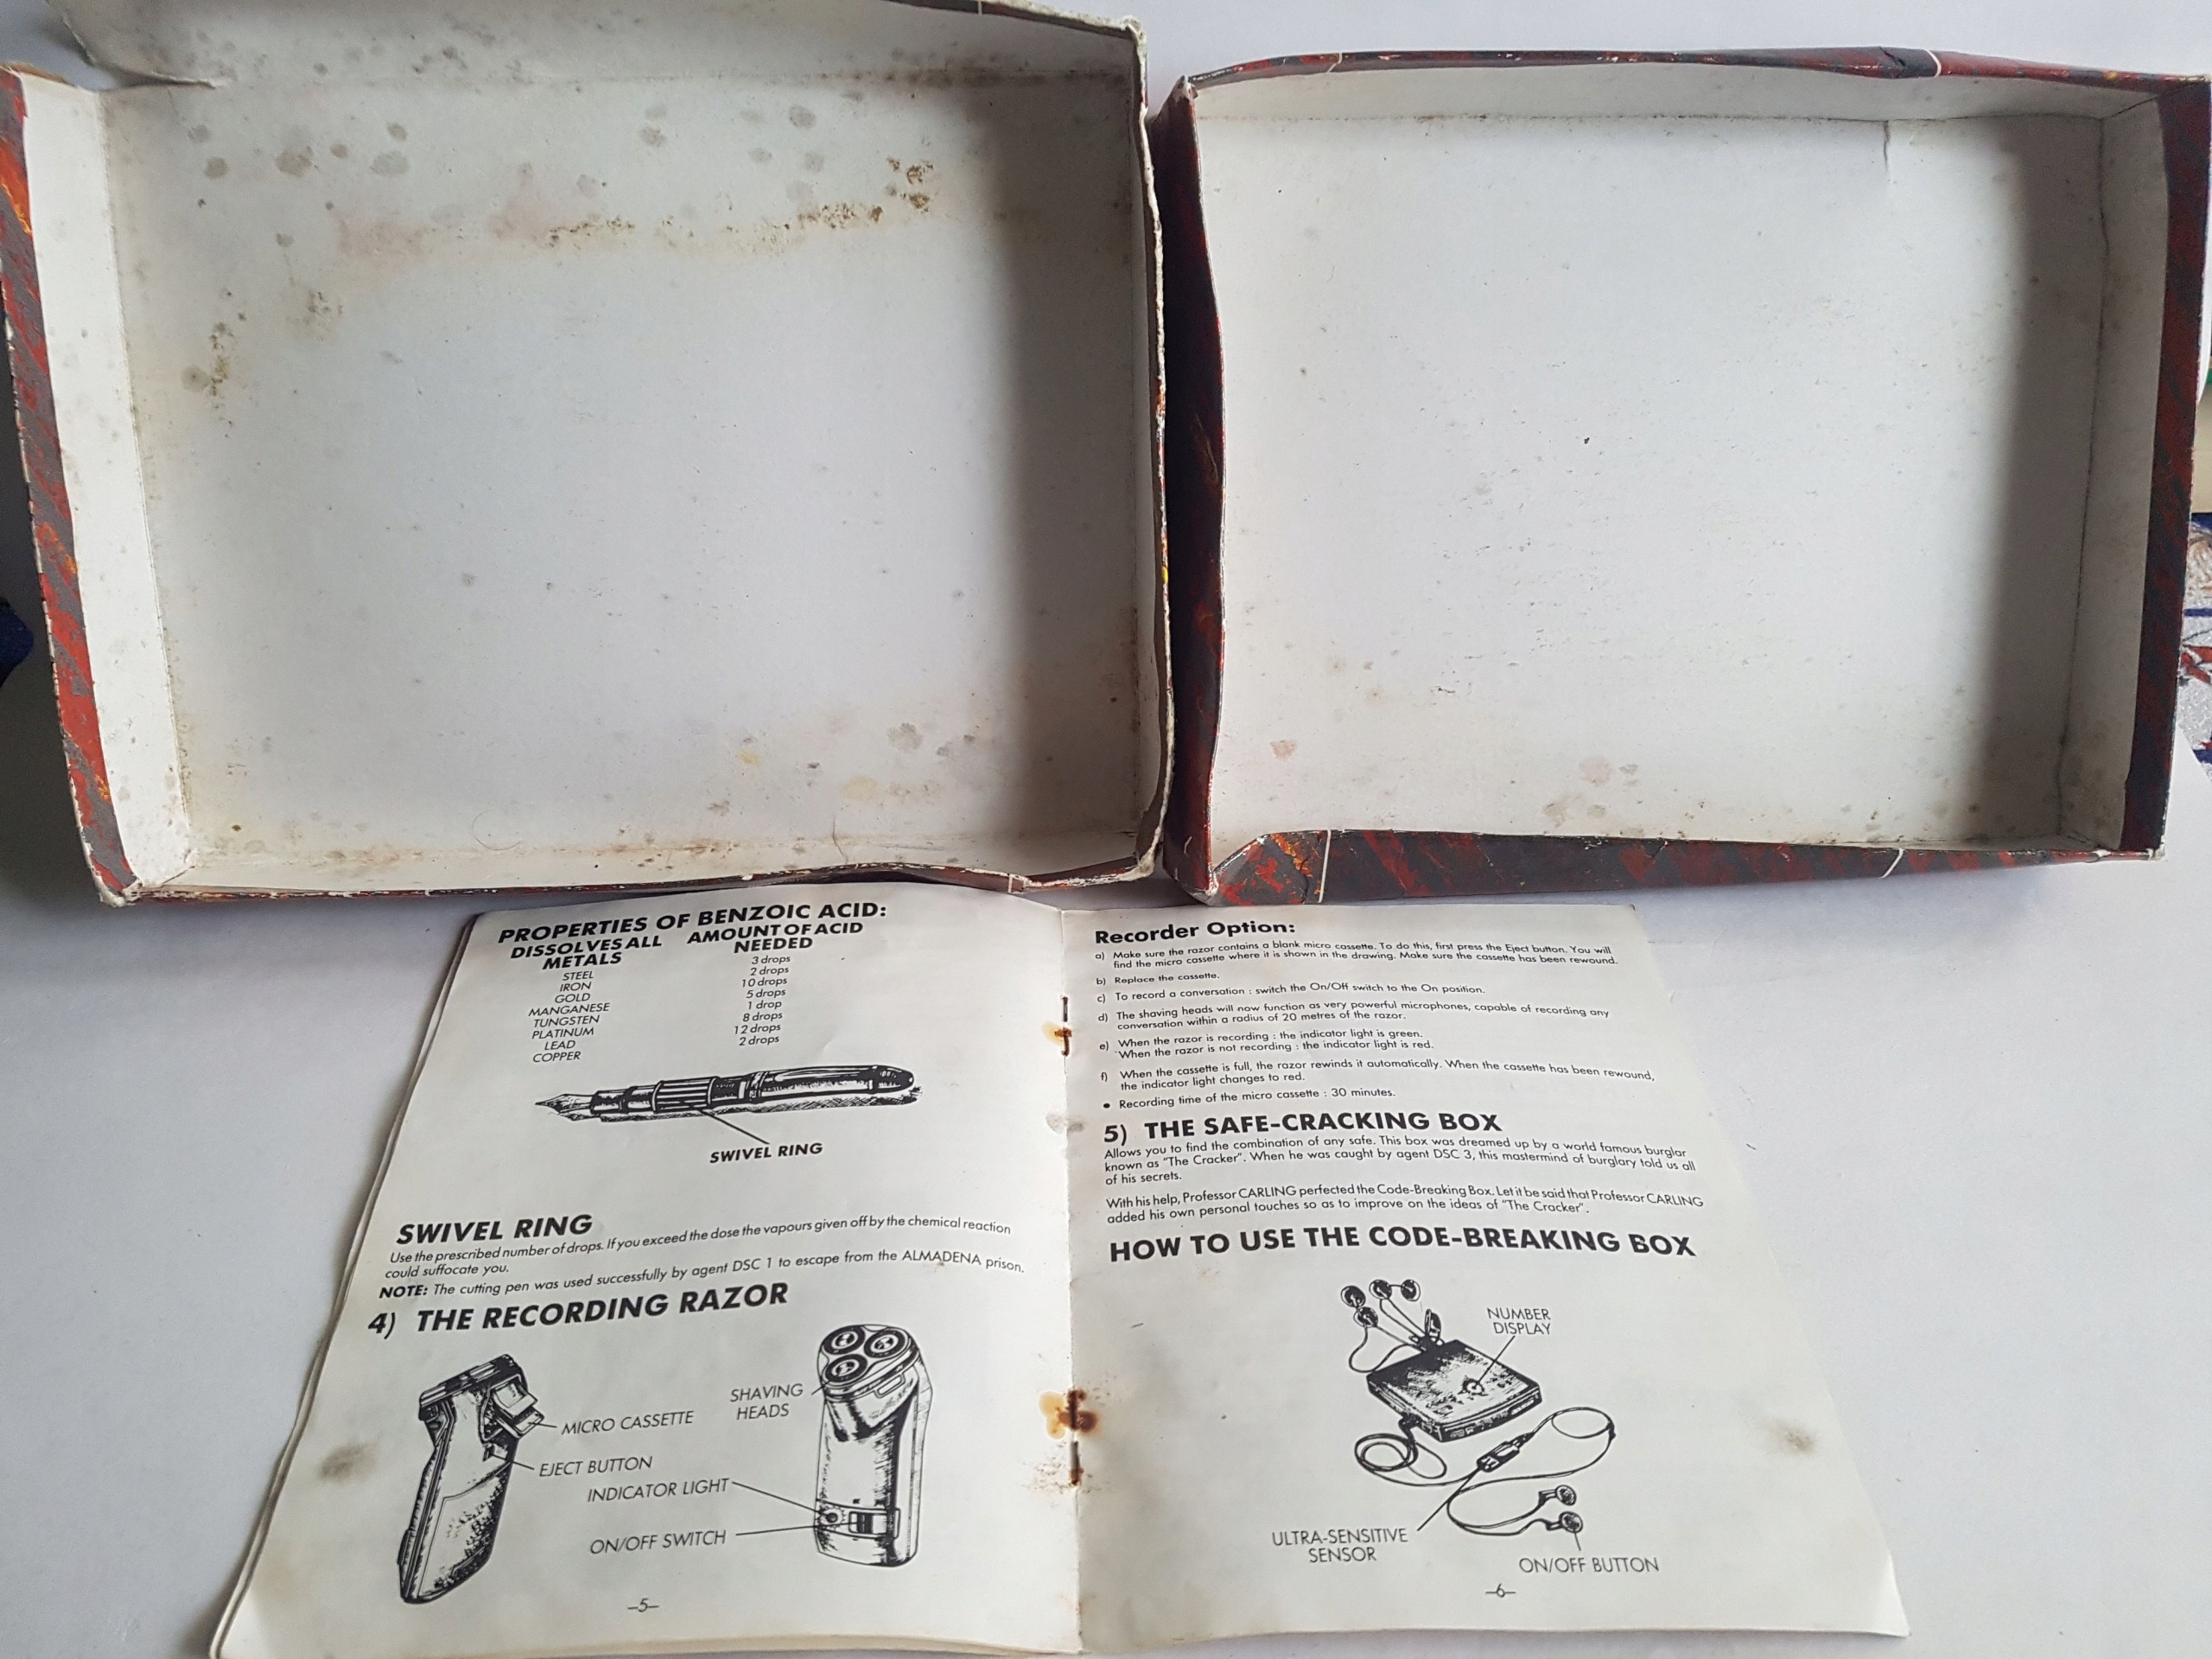 PROPERTIES OF BENZOIC ACID:
DISSOLVES ALL METALS
AMOUNT OF ACID NEEDED
STEEL 3 drops
IRON 2 drops
GOLD 10 drops
MANGANESE 5 drops
TUNGSTEN 1 drop
PLATINUM 8 drops
LEAD 12 drops
COPPER 2 drops
SWIVEL RING
SWIVEL RING
Use the prescribed number of drops. If you exceed the dose the vapours given off by the chemical reaction
could suffocate you.
NOTE: The cutting pen was used successfully by agent DSC 1 to escape from the ALMADENA prison.
4) THE RECORDING RAZOR
SHAVING
HEADS
MICRO CASSETTE
EJECT BUTTON
INDICATOR LIGHT
ON/OFF SWITCH
–5–
Recorder Option:
a) Make sure the razor contains a blank micro cassette. To do this, first press the Eject button. You will
find the micro cassette where it is shown in the drawing. Make sure the cassette has been rewound.
b) Replace the cassette.
c) To record a conversation : switch the On/Off switch to the On position.
d) The shaving heads will now function as very powerful microphones, capable of recording any
conversation within a radius of 20 metres of the razor.
e) When the razor is recording : the indicator light is green.
When the razor is not recording : the indicator light is red.
f) When the cassette is full, the razor rewinds it automatically. When the cassette has been rewound,
the indicator light changes to red.
• Recording time of the micro cassette : 30 minutes.
5) THE SAFE-CRACKING BOX
Allows you to find the combination of any safe. This box was dreamed up by a world famous burglar
known as "The Cracker". When he was caught by agent DSC 3, this mastermind of burglary told us all
of his secrets.
With his help, Professor CARLING perfected the Code-Breaking Box. Let it be said that Professor CARLING
added his own personal touches so as to improve on the ideas of "The Cracker".
HOW TO USE THE CODE-BREAKING BOX
NUMBER
DISPLAY
ULTRA-SENSITIVE
SENSOR
ON/OFF BUTTON
–6–